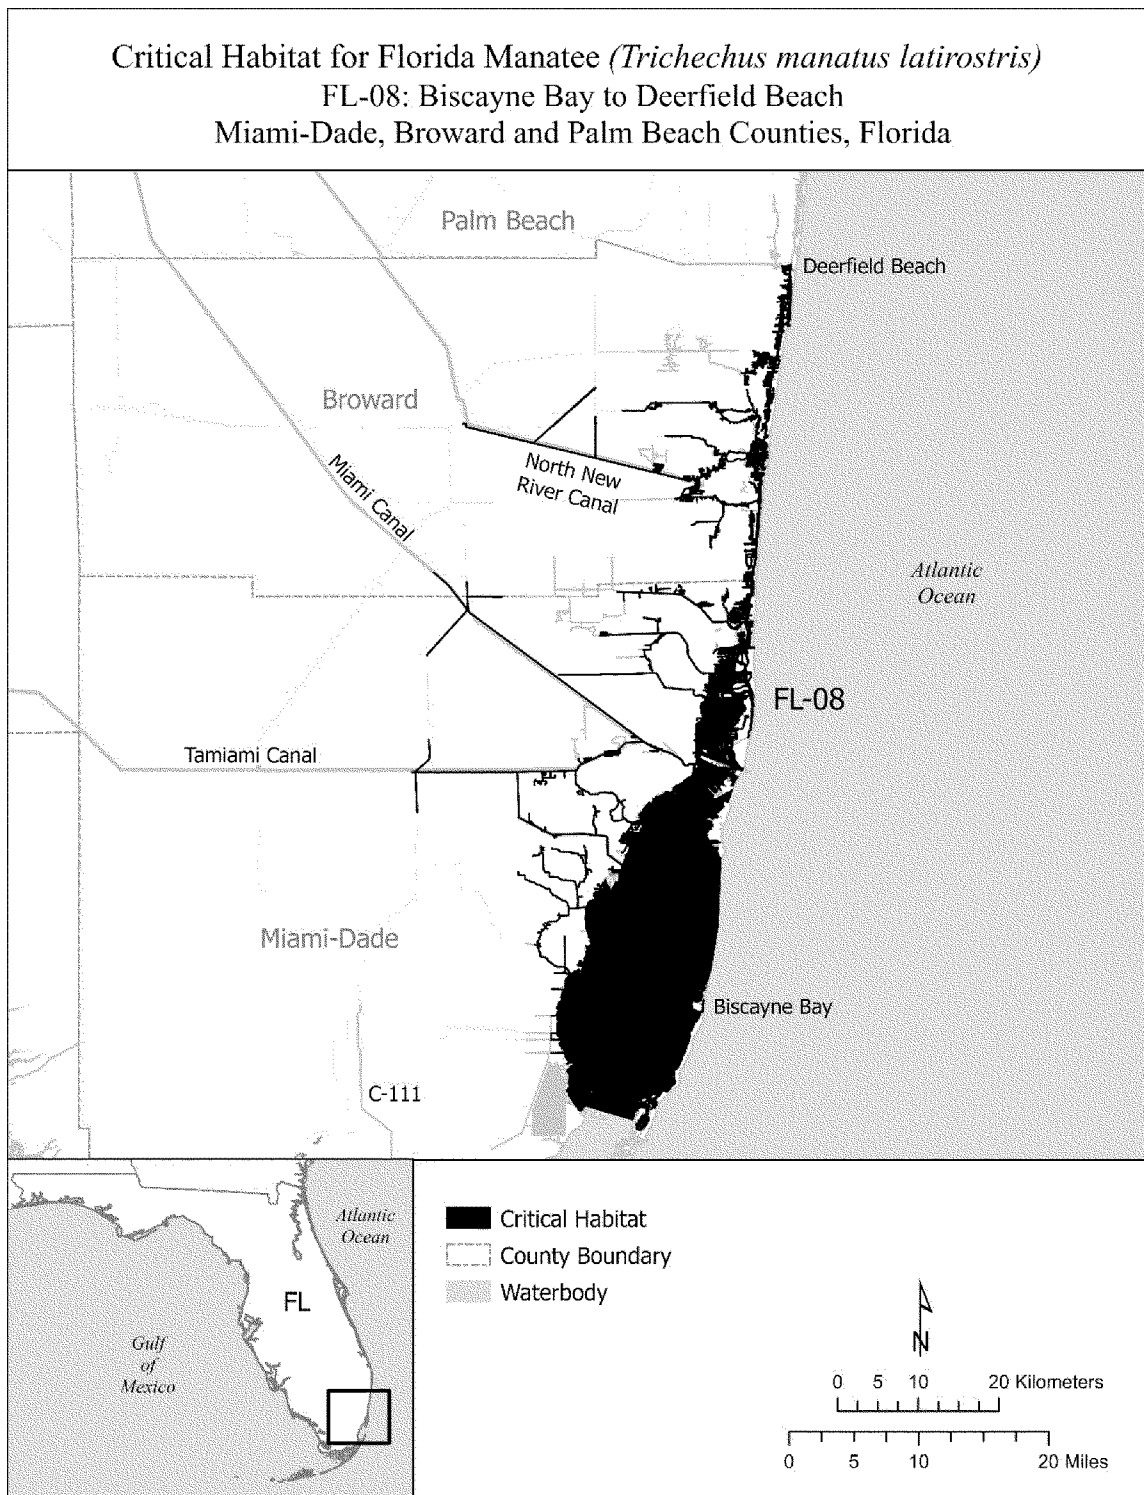 Critical Habitat for Florida Manatee (Trichechus manatus latirostris)
FL-08: Biscayne Bay to Deerfield Beach
Miami-Dade, Broward and Palm Beach Counties, Florida
Palm Beach
Deerfield Beach
Broward
Miami Canal
North New
River Canal
Atlantic
Ocean
FL-08
Tamiami Canal
Miami-Dade
Biscayne Bay
C-111
Atlantic
Ocean
FL
Gulf
of
Mexico
Critical Habitat
County Boundary
Waterbody
N
0 5 10 20 Kilometers
0 5 10 20 Miles